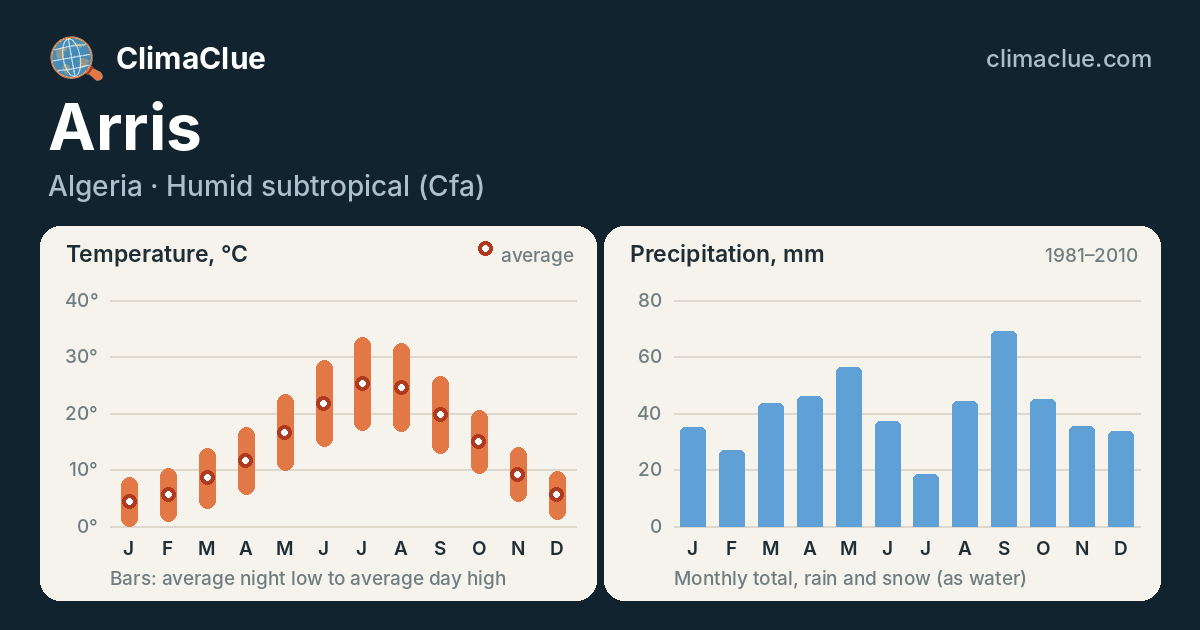 ClimaClue
climaclue.com
Arris
Algeria · Humid subtropical (Cfa)
Temperature, °C
average
40°
30°
20°
10°
0°
J F M A M J J A S O N D
Bars: average night low to average day high
Precipitation, mm
1981–2010
80
60
40
20
0
J F M A M J J A S O N D
Monthly total, rain and snow (as water)